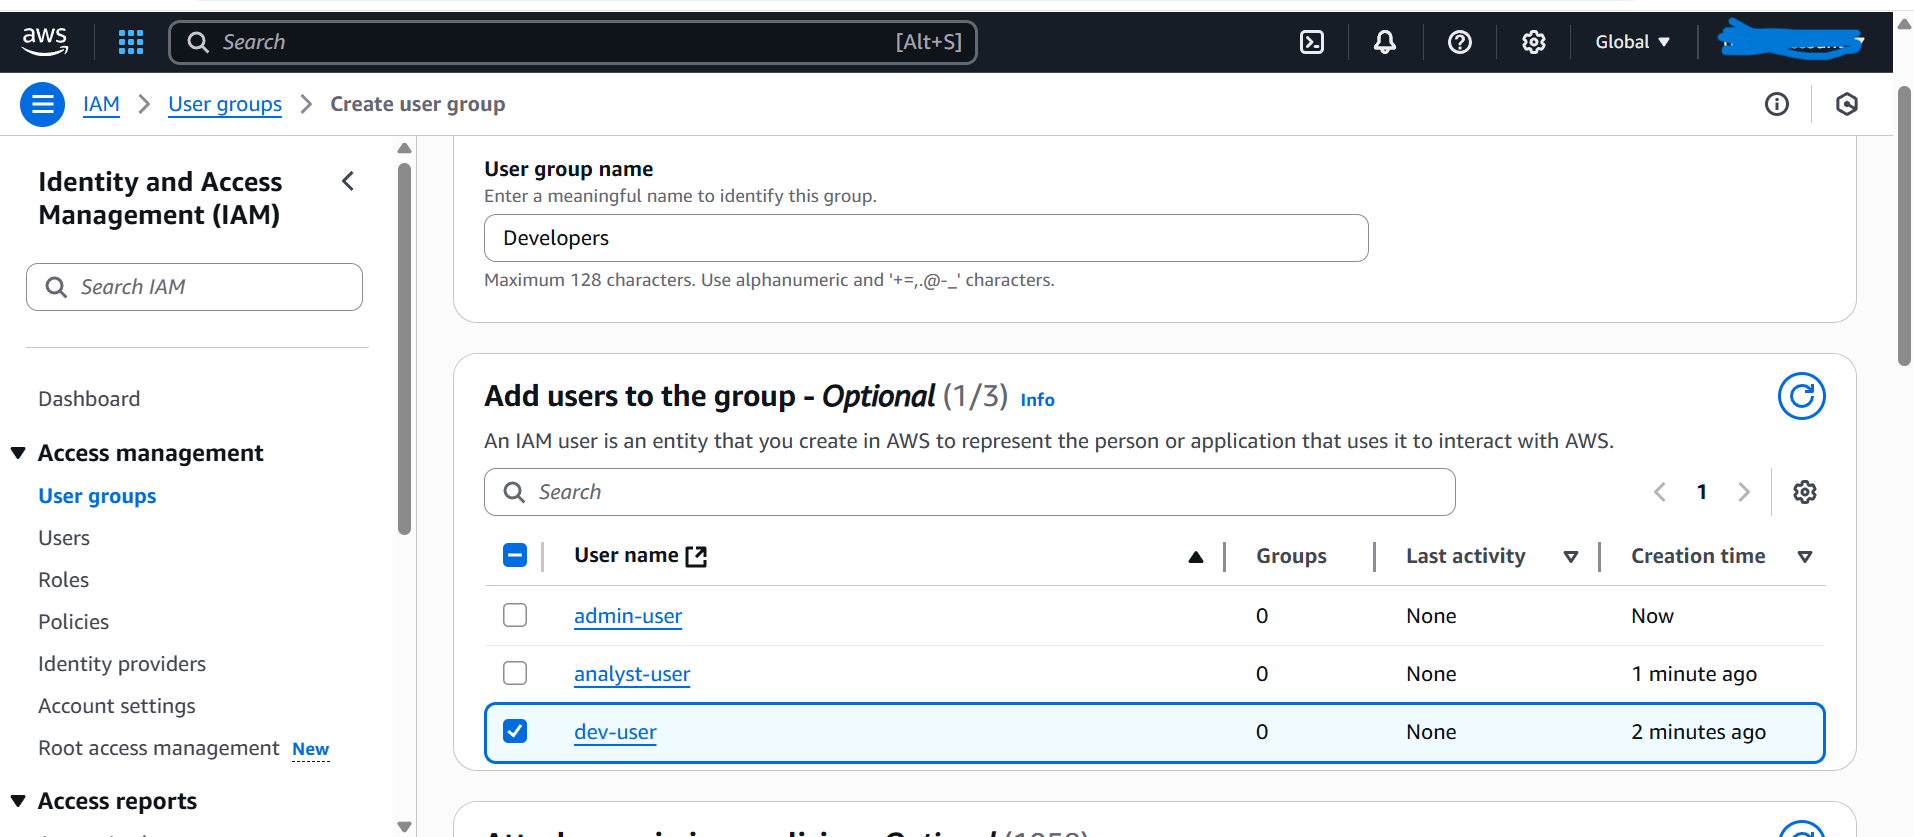 aws
Search
[Alt+S]
Global
IAM
User groups
Create user group
Identity and Access
Management (IAM)
Search IAM
Dashboard
Access management
User groups
Users
Roles
Policies
Identity providers
Account settings
Root access management New
Access reports
User group name
Enter a meaningful name to identify this group.
Developers
Maximum 128 characters. Use alphanumeric and '+=,.@-_' characters.
Add users to the group - Optional (1/3) Info
An IAM user is an entity that you create in AWS to represent the person or application that uses it to interact with AWS.
Search
1
User name Groups Last activity Creation time
admin-user 0 None Now
analyst-user 0 None 1 minute ago
dev-user 0 None 2 minutes ago